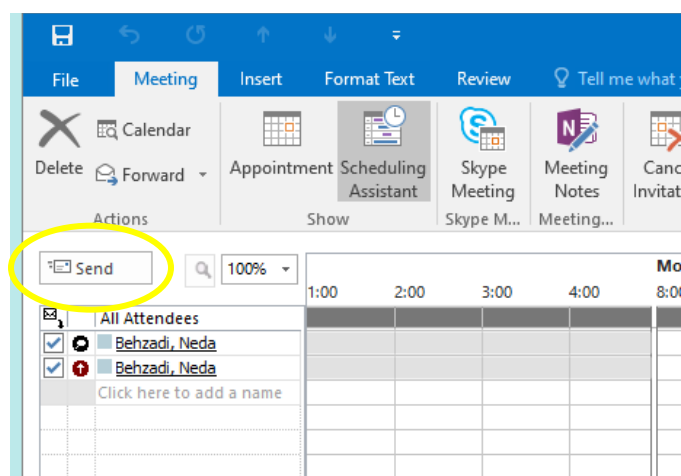 File Meeting Insert Format Text Review Tell me what
Delete Calendar Forward Appointment Scheduling Assistant Skype Meeting Meeting Notes
Actions Show Skype M... Meeting...
Send 100%
1:00 2:00 3:00 4:00
All Attendees
Behzadi, Neda
Behzadi, Neda
Click here to add a name